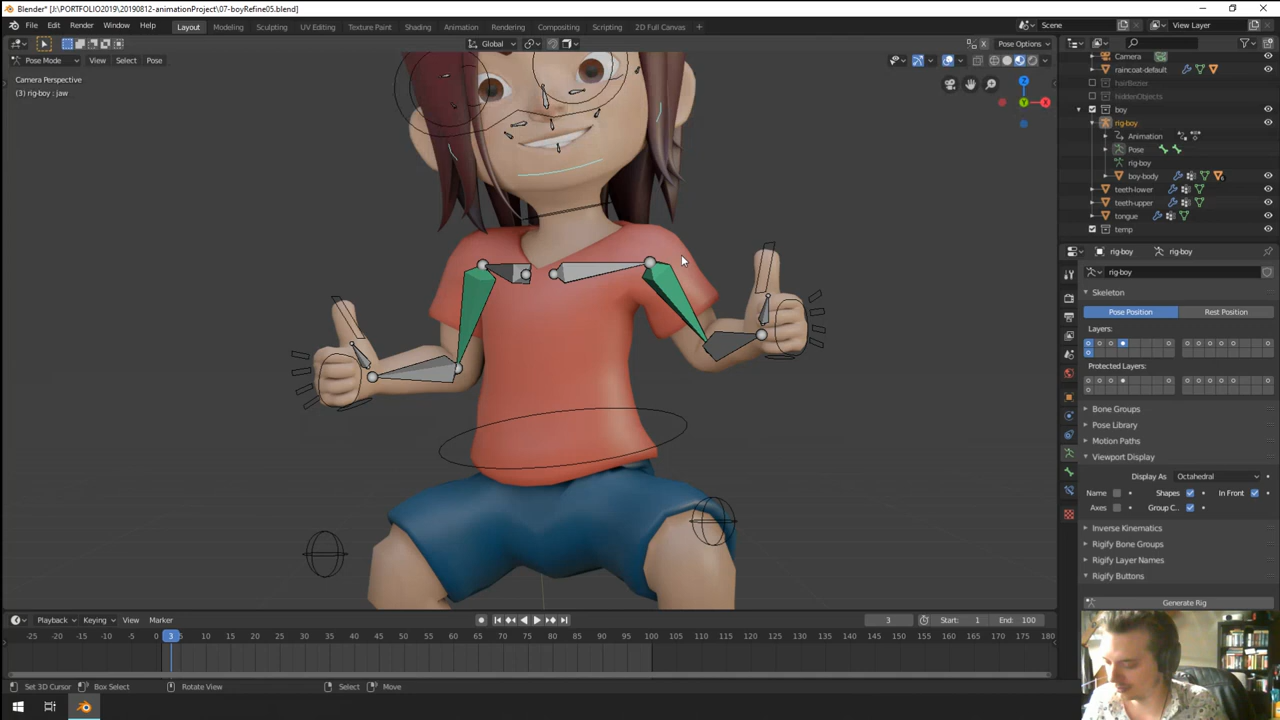 Blender* [J:\PORTFOLIO2019\20190812-animationProject\07-boyRefine05.blend]
File Edit Render Window Help Layout Modeling Sculpting UV Editing Texture Paint Shading Animation Rendering Compositing Scripting 2D Full Canvas + Scene View Layer
Global Pose Options
Pose Mode View Select Pose
Camera Perspective
(3) rig-boy : jaw
Z
Y
X
Camera
raincoat-default
hairBezier
hiddenObjects
boy
rig-boy
Animation
Pose
rig-boy
boy-body
teeth-lower
teeth-upper
tongue
temp
rig-boy rig-boy
rig-boy
Skeleton
Pose Position Rest Position
Layers:
Protected Layers:
Bone Groups
Pose Library
Motion Paths
Viewport Display
Display As Octahedral
Name Shapes In Front
Axes Group C..
Inverse Kinematics
Rigify Bone Groups
Rigify Layer Names
Rigify Buttons
Generate Rig
Playback Keying View Marker 3 Start: 1 End: 100
-25 -20 -15 -10 -5 0 3 5 10 15 20 25 30 35 40 45 50 55 60 65 70 75 80 85 90 95 100 105 110 115 120 125 130 135 140 145 150 155 160 165 170 175 180
Set 3D Cursor Box Select Rotate View Select Move